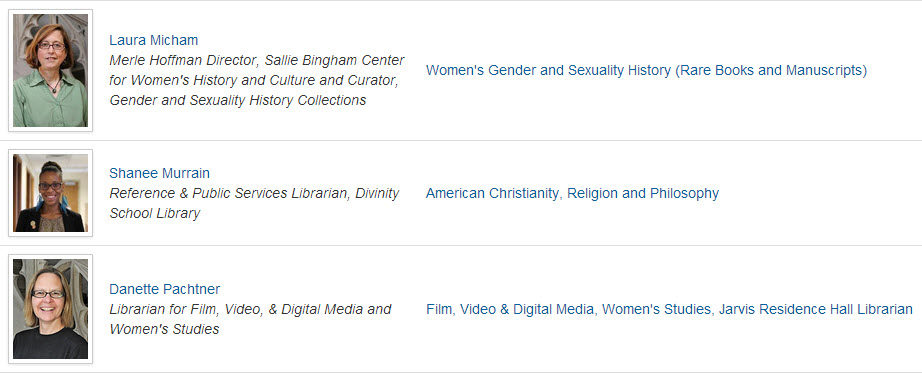 Laura Micham
Merle Hoffman Director, Sallie Bingham Center
for Women's History and Culture and Curator,
Gender and Sexuality History Collections
Women's Gender and Sexuality History (Rare Books and Manuscripts)
Shanee Murrain
Reference & Public Services Librarian, Divinity
School Library
American Christianity, Religion and Philosophy
Danette Pachtner
Librarian for Film, Video, & Digital Media and
Women's Studies
Film, Video & Digital Media, Women's Studies, Jarvis Residence Hall Librarian